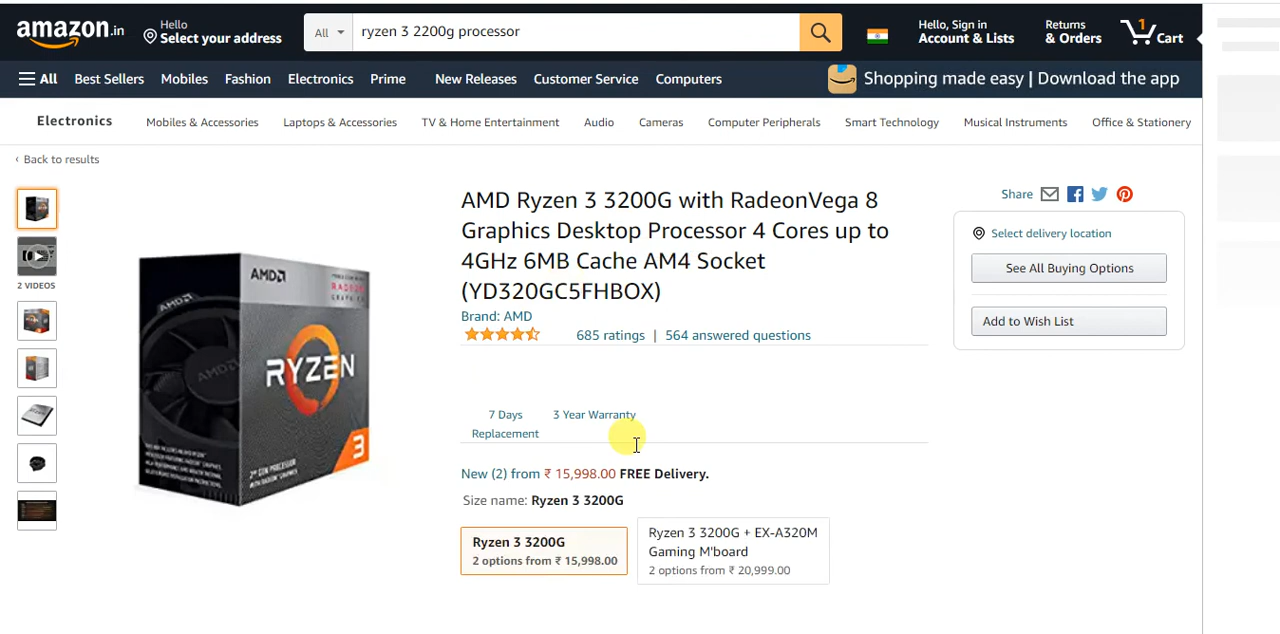 amazon.in
Hello
Select your address
All
ryzen 3 2200g processor
Hello, Sign in
Account & Lists
Returns
& Orders
1
Cart
All
Best Sellers
Mobiles
Fashion
Electronics
Prime
New Releases
Customer Service
Computers
Shopping made easy | Download the app
Electronics
Mobiles & Accessories
Laptops & Accessories
TV & Home Entertainment
Audio
Cameras
Computer Peripherals
Smart Technology
Musical Instruments
Office & Stationery
‹ Back to results
2 VIDEOS
AMD
AMD
RADEON
GRAPHICS
AMD
RYZEN
3
AMD Ryzen 3 3200G with RadeonVega 8
Graphics Desktop Processor 4 Cores up to
4GHz 6MB Cache AM4 Socket
(YD320GC5FHBOX)
Brand: AMD
685 ratings | 564 answered questions
7 Days
Replacement
3 Year Warranty
New (2) from ₹ 15,998.00 FREE Delivery.
Size name: Ryzen 3 3200G
Ryzen 3 3200G
2 options from ₹ 15,998.00
Ryzen 3 3200G + EX-A320M
Gaming M'board
2 options from ₹ 20,999.00
Share
Select delivery location
See All Buying Options
Add to Wish List